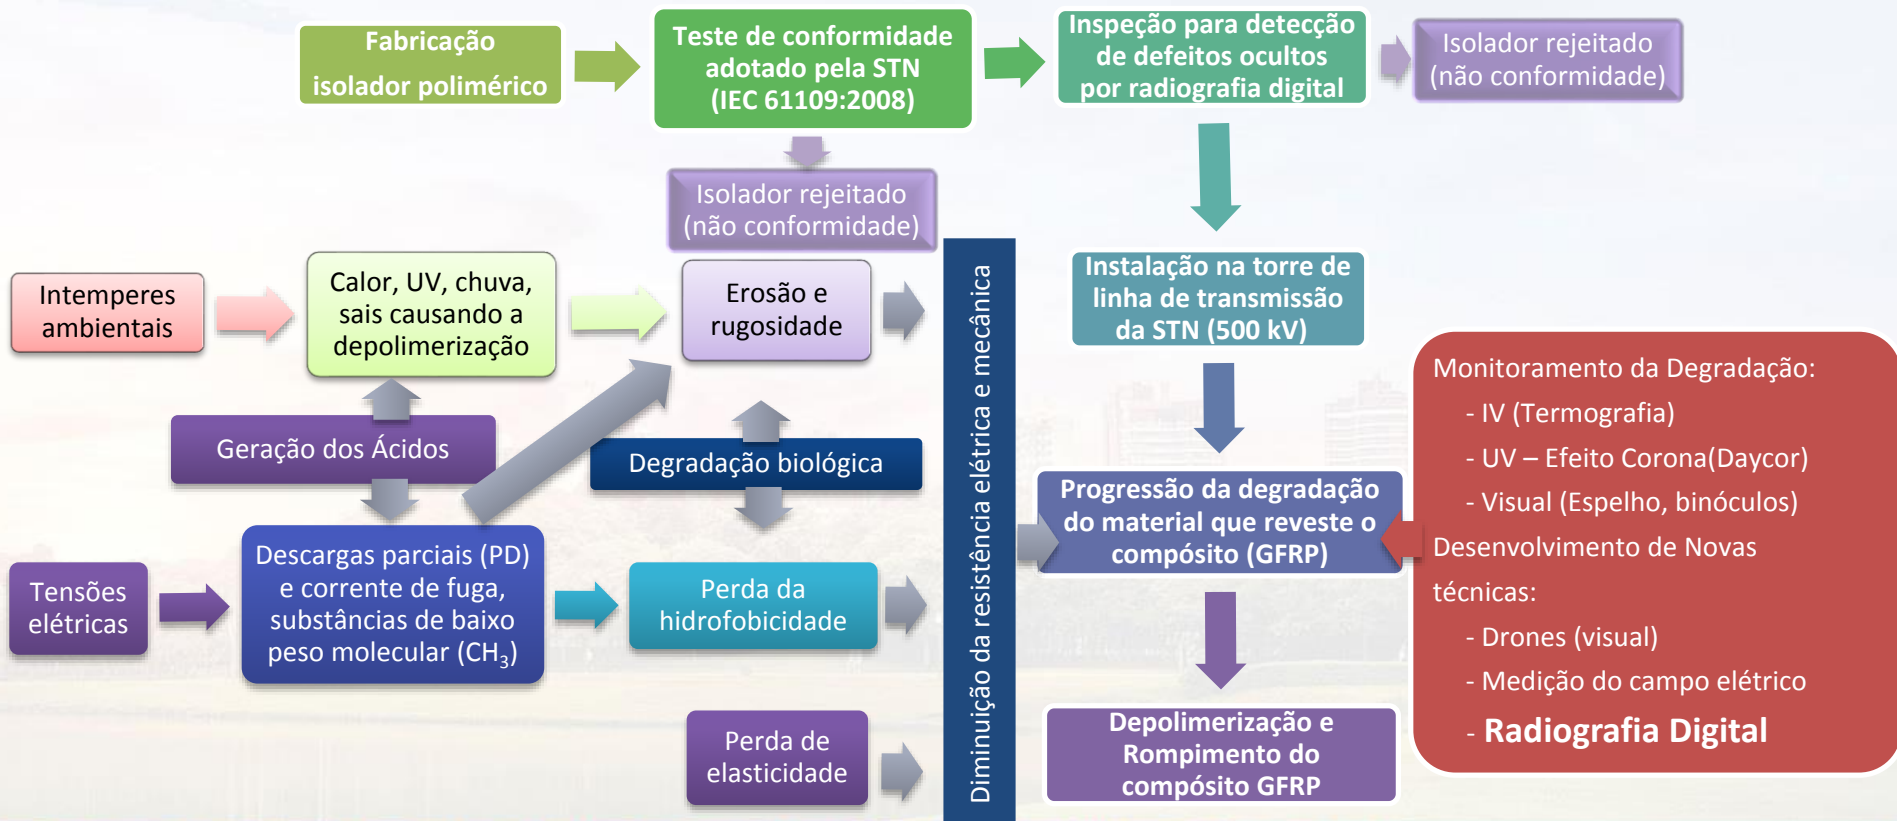 Fabricação
isolador polimérico
Teste de conformidade
adotado pela STN
(IEC 61109:2008)
Inspeção para detecção
de defeitos ocultos
por radiografia digital
Isolador rejeitado
(não conformidade)
Isolador rejeitado
(não conformidade)
Intemperes
ambientais
Calor, UV, chuva,
sais causando a
depolimerização
Erosão e
rugosidade
Geração dos Ácidos
Degradação biológica
Tensões
elétricas
Descargas parciais (PD)
e corrente de fuga,
substâncias de baixo
peso molecular (CH₃)
Perda da
hidrofobicidade
Perda de
elasticidade
Diminuição da resistência elétrica e mecânica
Instalação na torre de
linha de transmissão
da STN (500 kV)
Progressão da degradação
do material que reveste o
compósito (GFRP)
Depolimerização e
Rompimento do
compósito GFRP
Monitoramento da Degradação:
- IV (Termografia)
- UV – Efeito Corona(Daycor)
- Visual (Espelho, binóculos)
Desenvolvimento de Novas
técnicas:
- Drones (visual)
- Medição do campo elétrico
- Radiografia Digital